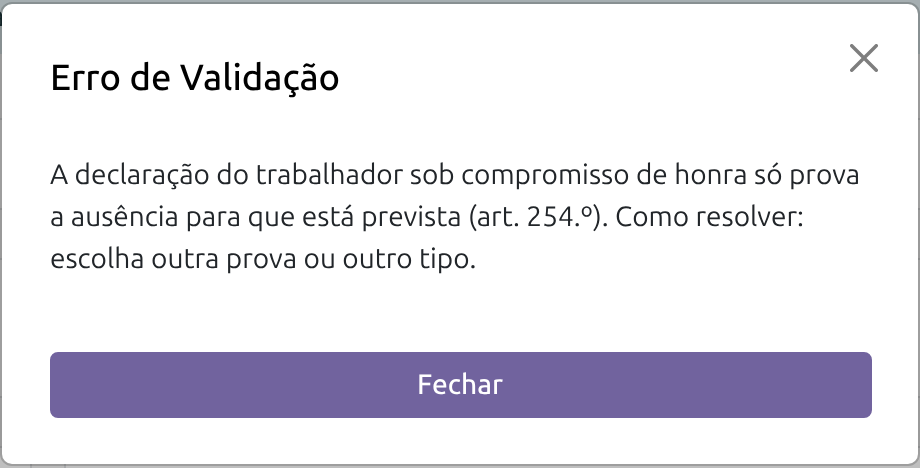 Erro de Validação
A declaração do trabalhador sob compromisso de honra só prova
a ausência para que está prevista (art. 254.º). Como resolver:
escolha outra prova ou outro tipo.
Fechar